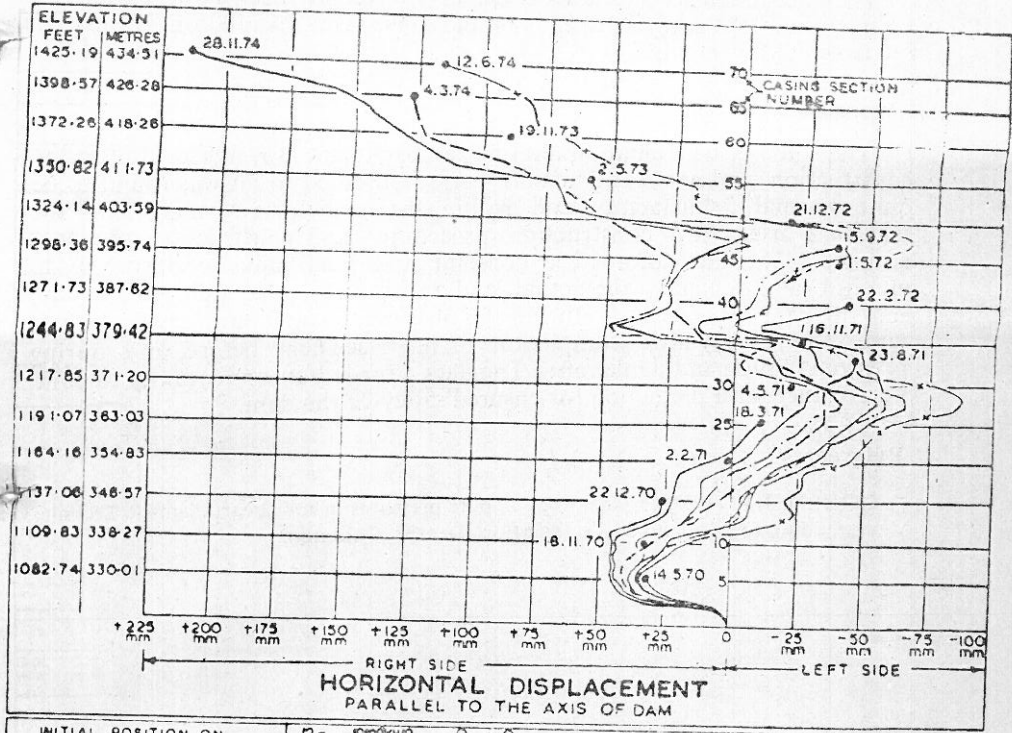 ELEVATION
FEET METRES
1425·19 434·51
1398·57 426·28
1372·26 418·26
1350·82 411·73
1324·14 403·59
1298·36 395·74
1271·73 387·62
1244·83 379·42
1217·85 371·20
1191·07 363·03
1164·16 354·83
1137·06 346·57
1109·83 338·27
1082·74 330·01
28.11.74
12.6.74
4.3.74
19.11.73
2.5.73
21.12.72
15.9.72
1.5.72
22.2.72
16.11.71
23.8.71
4.5.71
18.3.71
2.2.71
22.12.70
18.11.70
14.5.70
70
CASING SECTION
NUMBER
65
60
55
45
40
30
25
10
5
+225 mm
+200 mm
+175 mm
+150 mm
+125 mm
+100 mm
+75 mm
+50 mm
+25 mm
0
-25 mm
-50 mm
-75 mm
-100 mm
RIGHT SIDE
LEFT SIDE
HORIZONTAL DISPLACEMENT
PARALLEL TO THE AXIS OF DAM
INITIAL POSITION ON